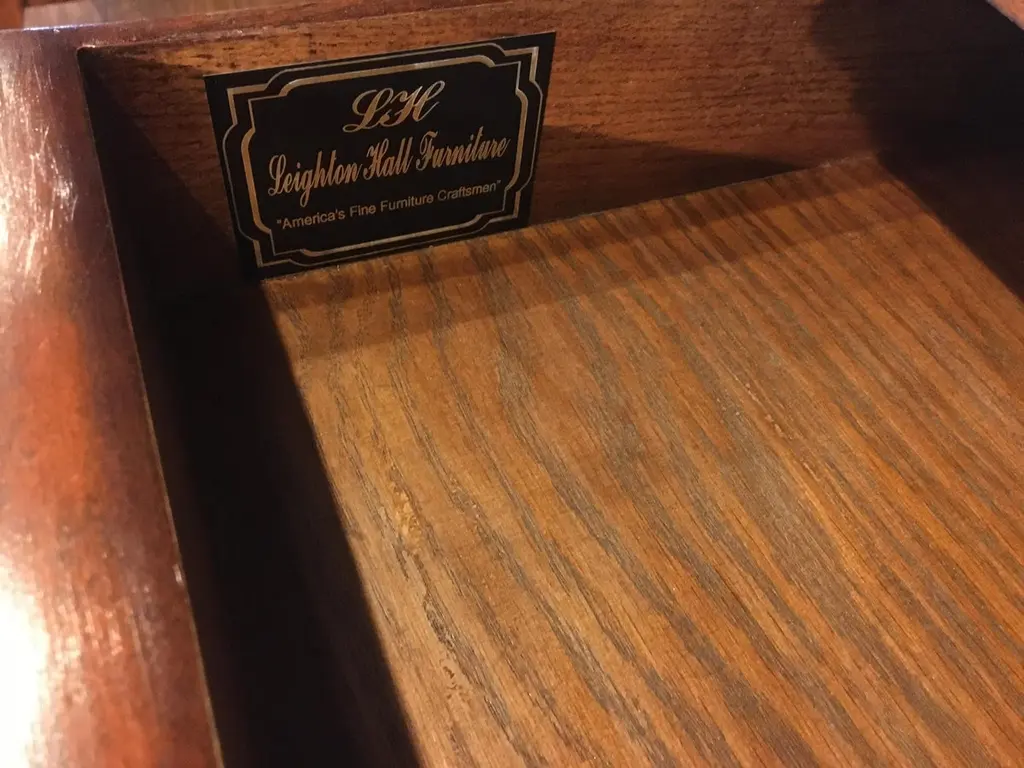 LH
Leighton Hall Furniture
"America's Fine Furniture Craftsmen"